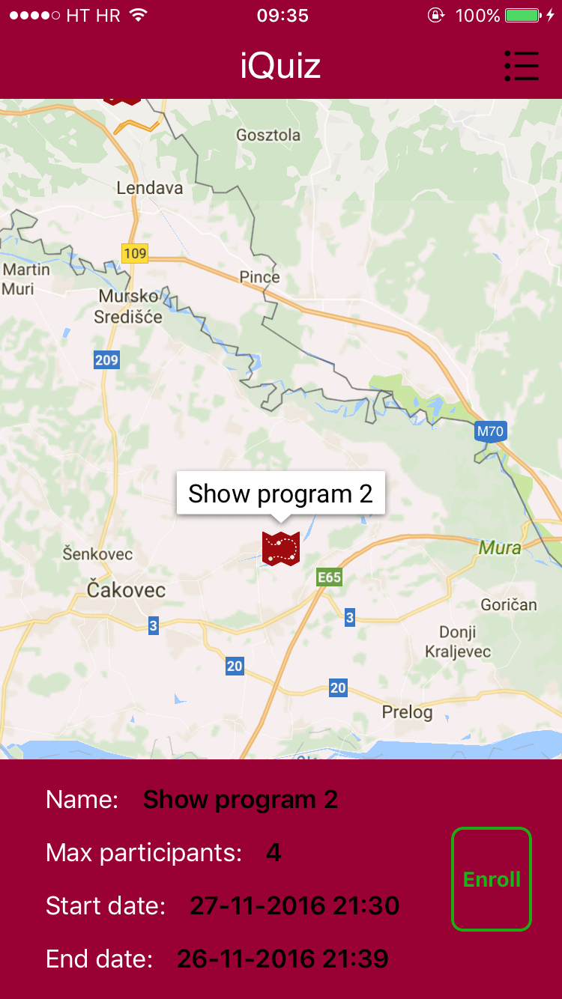 HT HR 09:35 100%
iQuiz
Gosztola
Lendava
109
Martin
Muri
Pince
Mursko
Središće
209
M70
Show program 2
Mura
Šenkovec
E65
Čakovec
Goričan
3
3
Donji
Kraljevec
20
20
Prelog
Name: Show program 2
Max participants: 4
Enroll
Start date: 27-11-2016 21:30
End date: 26-11-2016 21:39